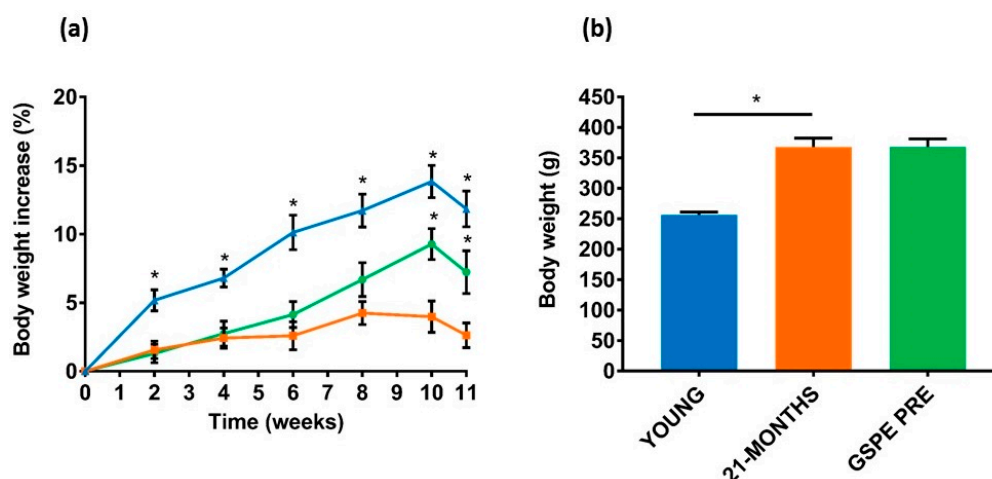 (a)
Body weight increase (%)
20
15
10
5
0
* * * * * * * *
0 1 2 3 4 5 6 7 8 9 10 11
Time (weeks)
(b)
Body weight (g)
450
400
350
300
250
200
150
100
50
0
*
YOUNG
21-MONTHS
GSPE PRE